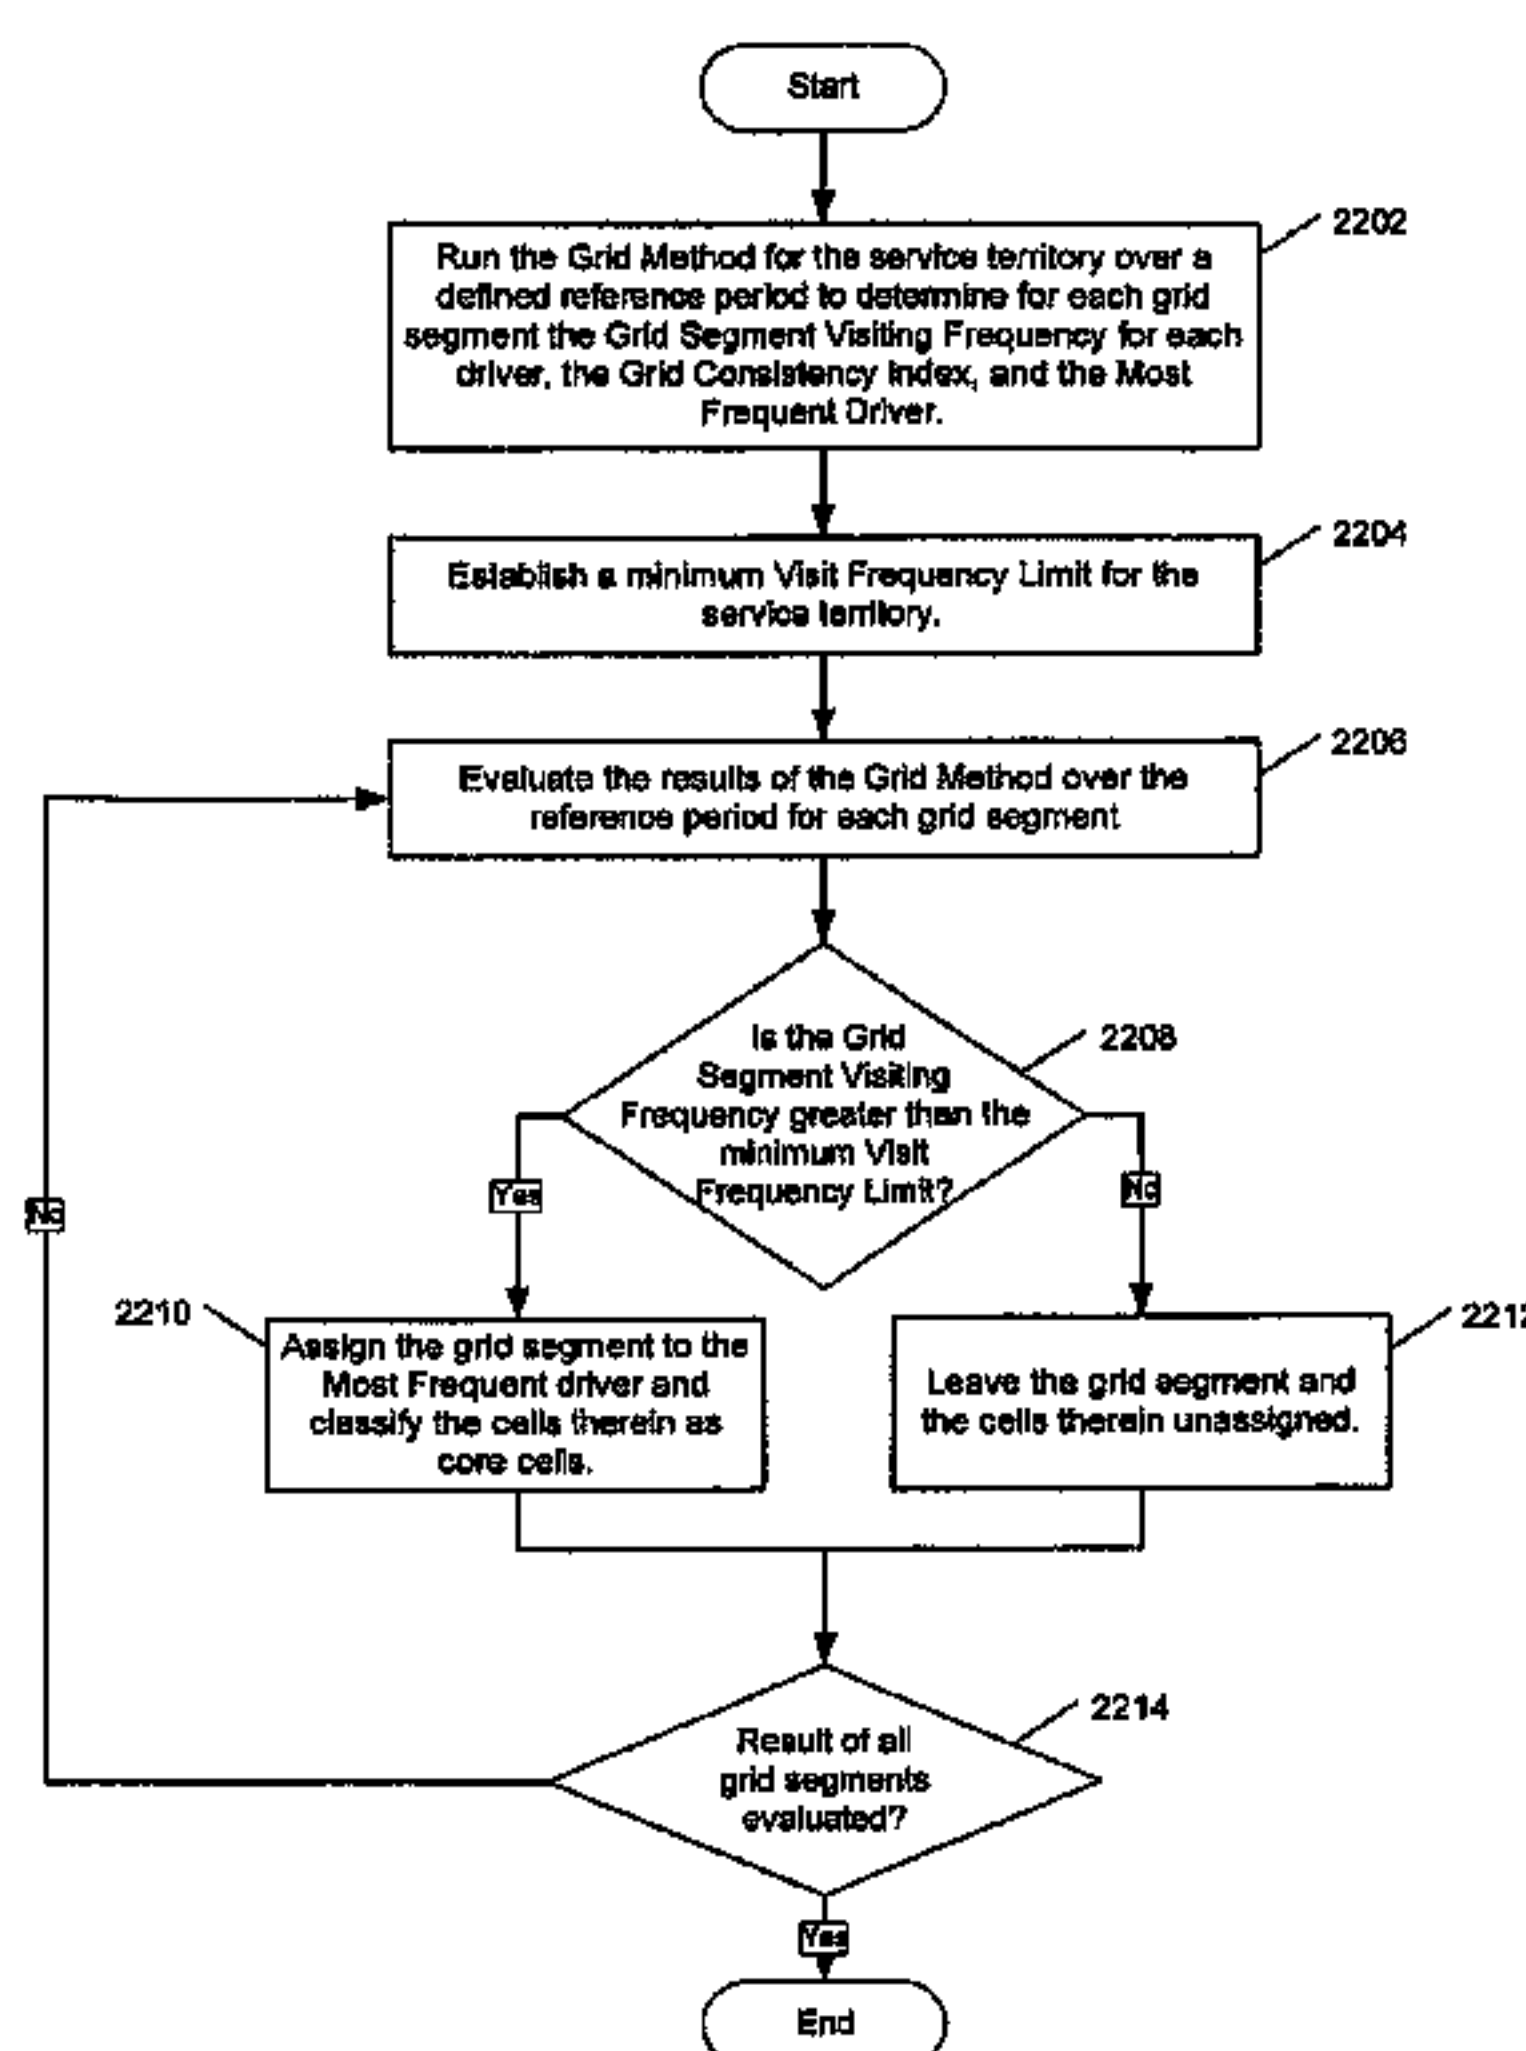 Start
2202
Run the Grid Method for the service territory over a
defined reference period to determine for each grid
segment the Grid Segment Visiting Frequency for each
driver, the Grid Consistency Index, and the Most
Frequent Driver.
2204
Establish a minimum Visit Frequency Limit for the
service territory.
2206
Evaluate the results of the Grid Method over the
reference period for each grid segment
2208
Is the Grid
Segment Visiting
Frequency greater than the
minimum Visit
Frequency Limit?
Yes
No
No
2210
Assign the grid segment to the
Most Frequent driver and
classify the cells therein as
core cells.
2212
Leave the grid segment and
the cells therein unassigned.
2214
Result of all
grid segments
evaluated?
Yes
End